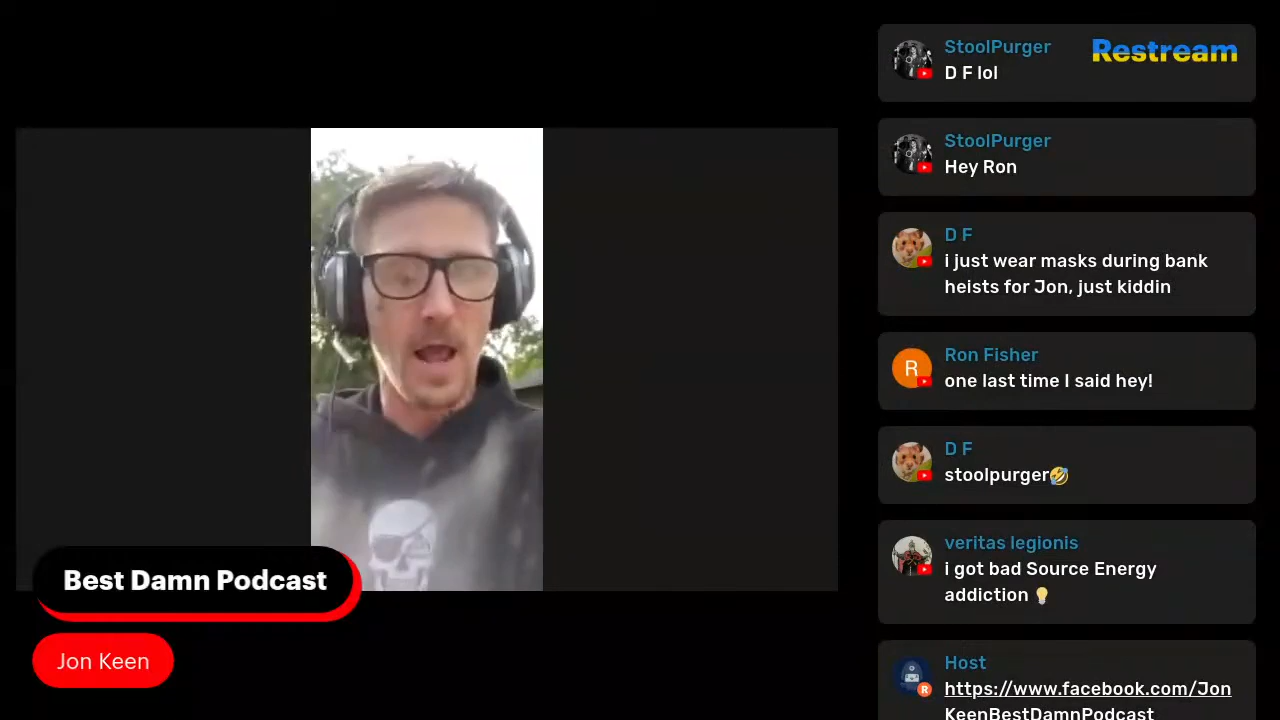 Best Damn Podcast
Jon Keen
Restream
StoolPurger
D F lol
StoolPurger
Hey Ron
D F
i just wear masks during bank
heists for Jon, just kiddin
R
Ron Fisher
one last time I said hey!
D F
stoolpurger🤣
veritas legionis
i got bad Source Energy
addiction 💡
R
Host
https://www.facebook.com/Jon
KeenBestDamnPodcast